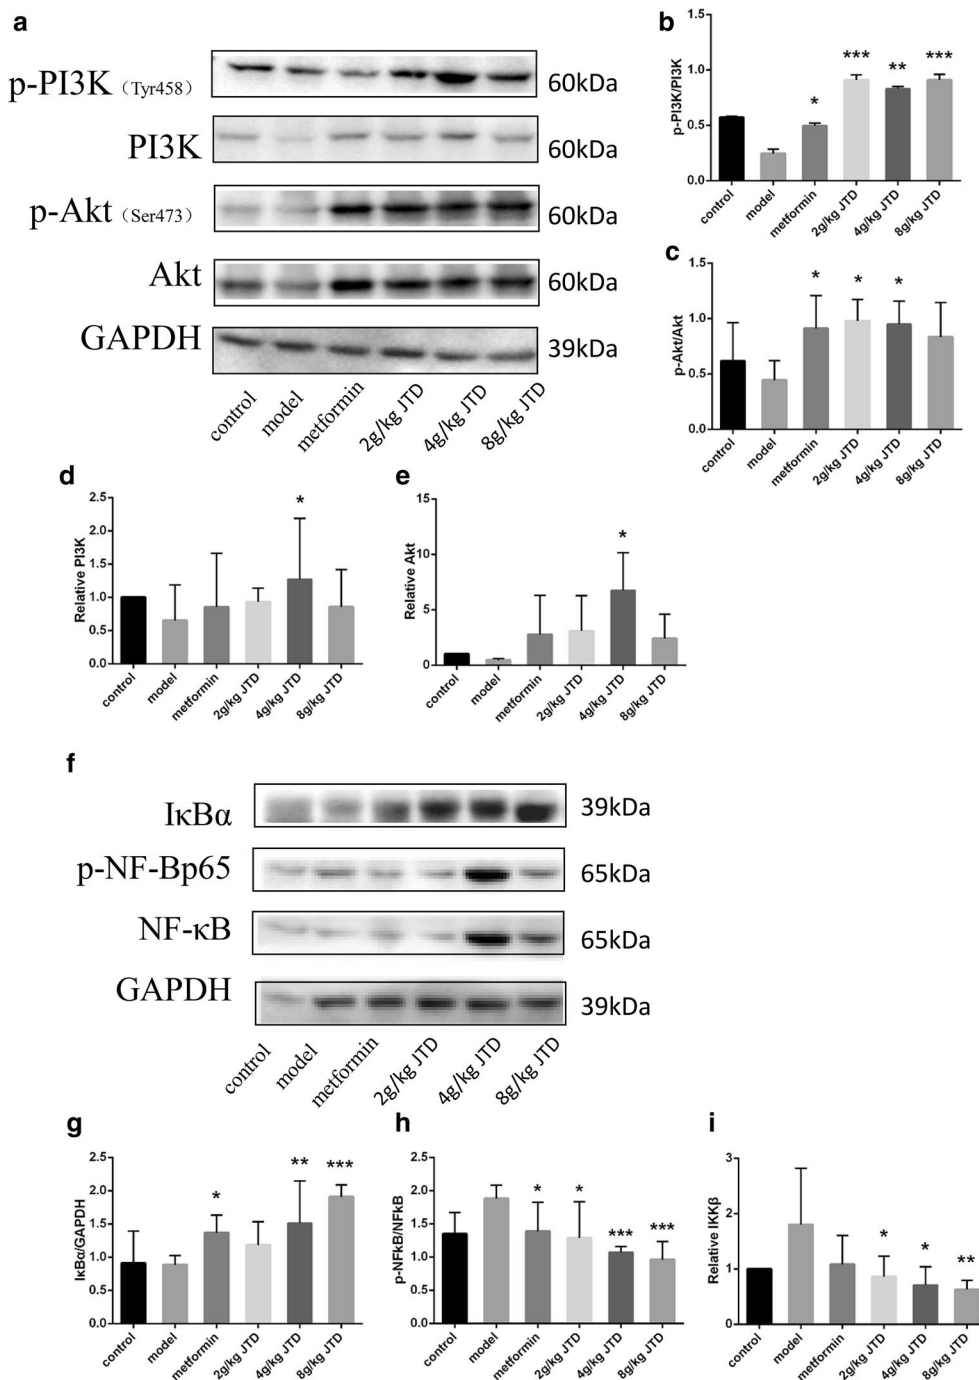 a
p-PI3K (Tyr458)
60kDa
PI3K
60kDa
p-Akt (Ser473)
60kDa
Akt
60kDa
GAPDH
39kDa
control
model
metformin
2g/kg JTD
4g/kg JTD
8g/kg JTD
b
p-PI3K/PI3K
1.5
1.0
0.5
0.0
*
***
**
***
control
model
metformin
2g/kg JTD
4g/kg JTD
8g/kg JTD
c
p-Akt/Akt
1.5
1.0
0.5
0.0
*
*
*
control
model
metformin
2g/kg JTD
4g/kg JTD
8g/kg JTD
d
Relative PI3K
2.5
2.0
1.5
1.0
0.5
0.0
*
control
model
metformin
2g/kg JTD
4g/kg JTD
8g/kg JTD
e
Relative Akt
15
10
5
0
*
control
model
metformin
2g/kg JTD
4g/kg JTD
8g/kg JTD
f
IκBα
39kDa
p-NF-Bp65
65kDa
NF-κB
65kDa
GAPDH
39kDa
control
model
metformin
2g/kg JTD
4g/kg JTD
8g/kg JTD
g
IκBα/GAPDH
2.5
2.0
1.5
1.0
0.5
0.0
*
**
***
control
model
metformin
2g/kg JTD
4g/kg JTD
8g/kg JTD
h
p-NFkB/NFkB
2.5
2.0
1.5
1.0
0.5
0.0
*
*
***
***
control
model
metformin
2g/kg JTD
4g/kg JTD
8g/kg JTD
i
Relative IKKβ
3
2
1
0
*
*
**
control
model
metformin
2g/kg JTD
4g/kg JTD
8g/kg JTD